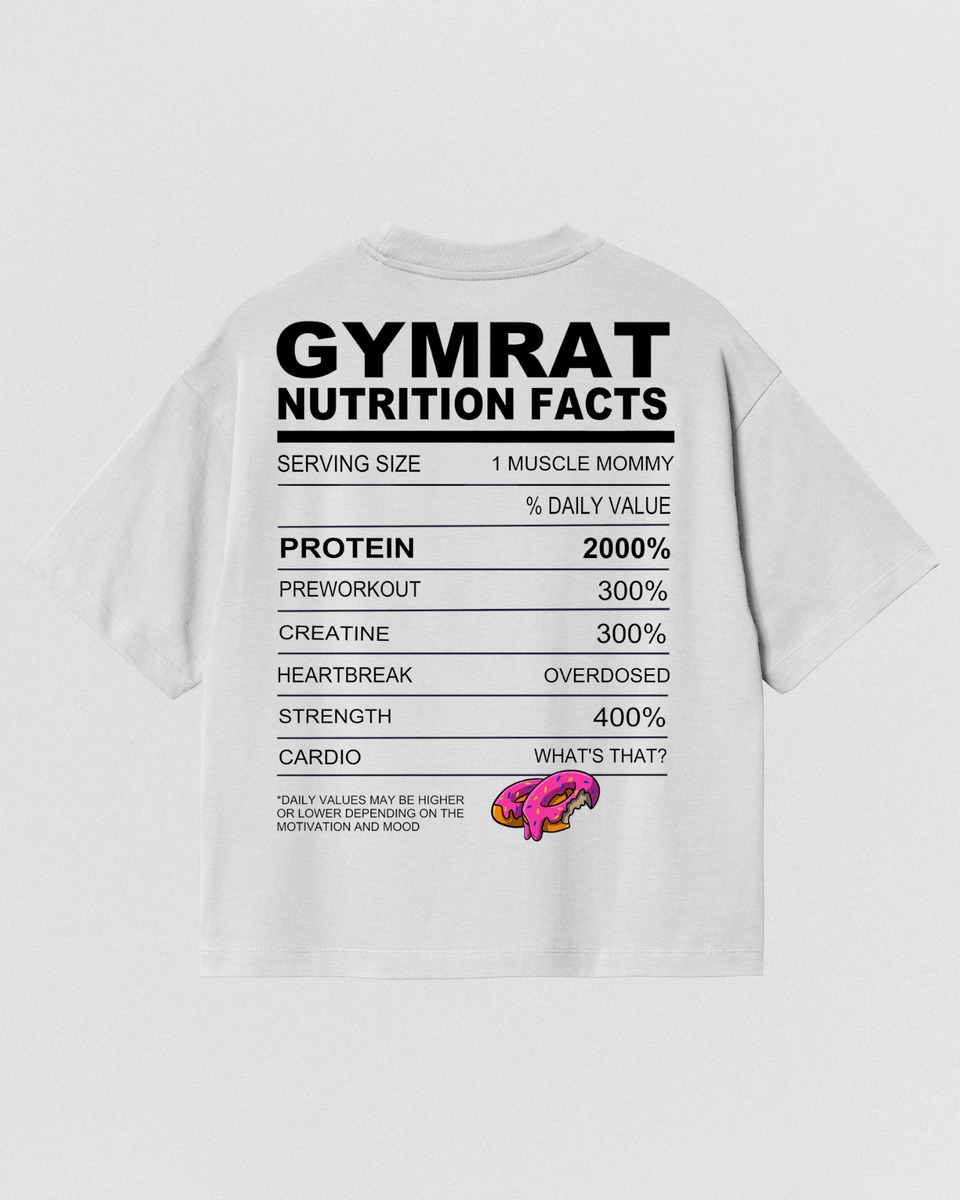 GYMRAT
NUTRITION FACTS
SERVING SIZE 1 MUSCLE MOMMY
% DAILY VALUE
PROTEIN 2000%
PREWORKOUT 300%
CREATINE 300%
HEARTBREAK OVERDOSED
STRENGTH 400%
CARDIO WHAT'S THAT?
*DAILY VALUES MAY BE HIGHER
OR LOWER DEPENDING ON THE
MOTIVATION AND MOOD